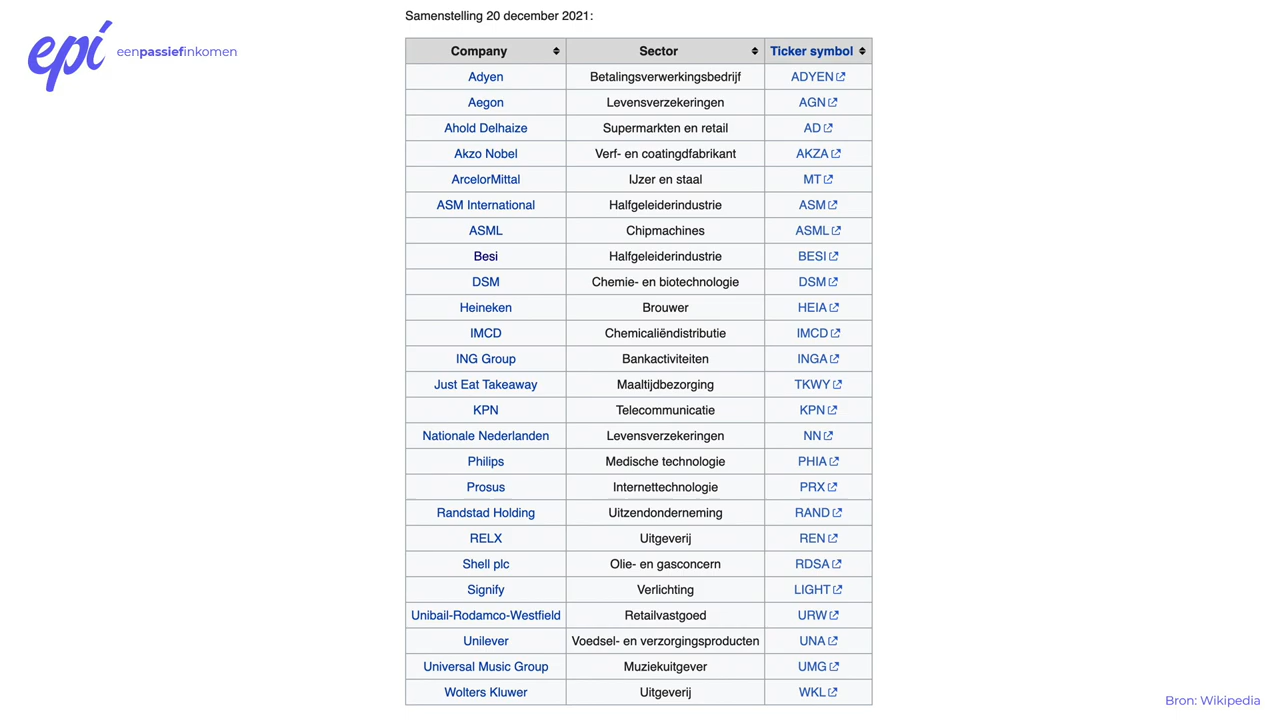 Samenstelling 20 december 2021:
epi eenpassiefinkomen
Company Sector Ticker symbol
Adyen Betalingsverwerkingsbedrijf ADYEN
Aegon Levensverzekeringen AGN
Ahold Delhaize Supermarkten en retail AD
Akzo Nobel Verf- en coatingdfabrikant AKZA
ArcelorMittal IJzer en staal MT
ASM International Halfgeleiderindustrie ASM
ASML Chipmachines ASML
Besi Halfgeleiderindustrie BESI
DSM Chemie- en biotechnologie DSM
Heineken Brouwer HEIA
IMCD Chemicaliëndistributie IMCD
ING Group Bankactiviteiten INGA
Just Eat Takeaway Maaltijdbezorging TKWY
KPN Telecommunicatie KPN
Nationale Nederlanden Levensverzekeringen NN
Philips Medische technologie PHIA
Prosus Internettechnologie PRX
Randstad Holding Uitzendonderneming RAND
RELX Uitgeverij REN
Shell plc Olie- en gasconcern RDSA
Signify Verlichting LIGHT
Unibail-Rodamco-Westfield Retailvastgoed URW
Unilever Voedsel- en verzorgingsproducten UNA
Universal Music Group Muziekuitgever UMG
Wolters Kluwer Uitgeverij WKL
Bron: Wikipedia